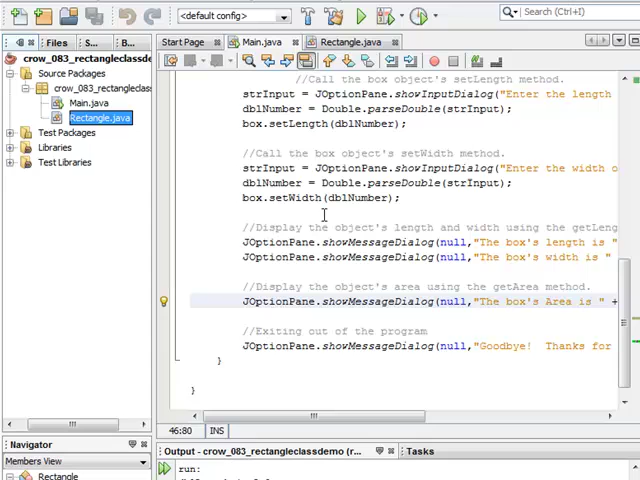 <default config>
Search (Ctrl+I)
Files
S...
B...
Start Page
Main.java
Rectangle.java
crow_083_rectangleclassde
Source Packages
crow_083_rectangleclas
Main.java
Rectangle.java
Test Packages
Libraries
Test Libraries
//Call the box object's setLength method.
strInput = JOptionPane.showInputDialog("Enter the length
dblNumber = Double.parseDouble(strInput);
box.setLength(dblNumber);
//Call the box object's setWidth method.
strInput = JOptionPane.showInputDialog("Enter the width o
dblNumber = Double.parseDouble(strInput);
box.setWidth(dblNumber);
//Display the object's length and width using the getLeng
JOptionPane.showMessageDialog(null,"The box's length is "
JOptionPane.showMessageDialog(null,"The box's width is "
//Display the object's area using the getArea method.
JOptionPane.showMessageDialog(null,"The box's Area is " +
//Exiting out of the program
JOptionPane.showMessageDialog(null,"Goodbye!  Thanks for
}
}
46:80
INS
Navigator
Members View
Rectangle
Output - crow_083_rectangleclassdemo (r...
Tasks
run: